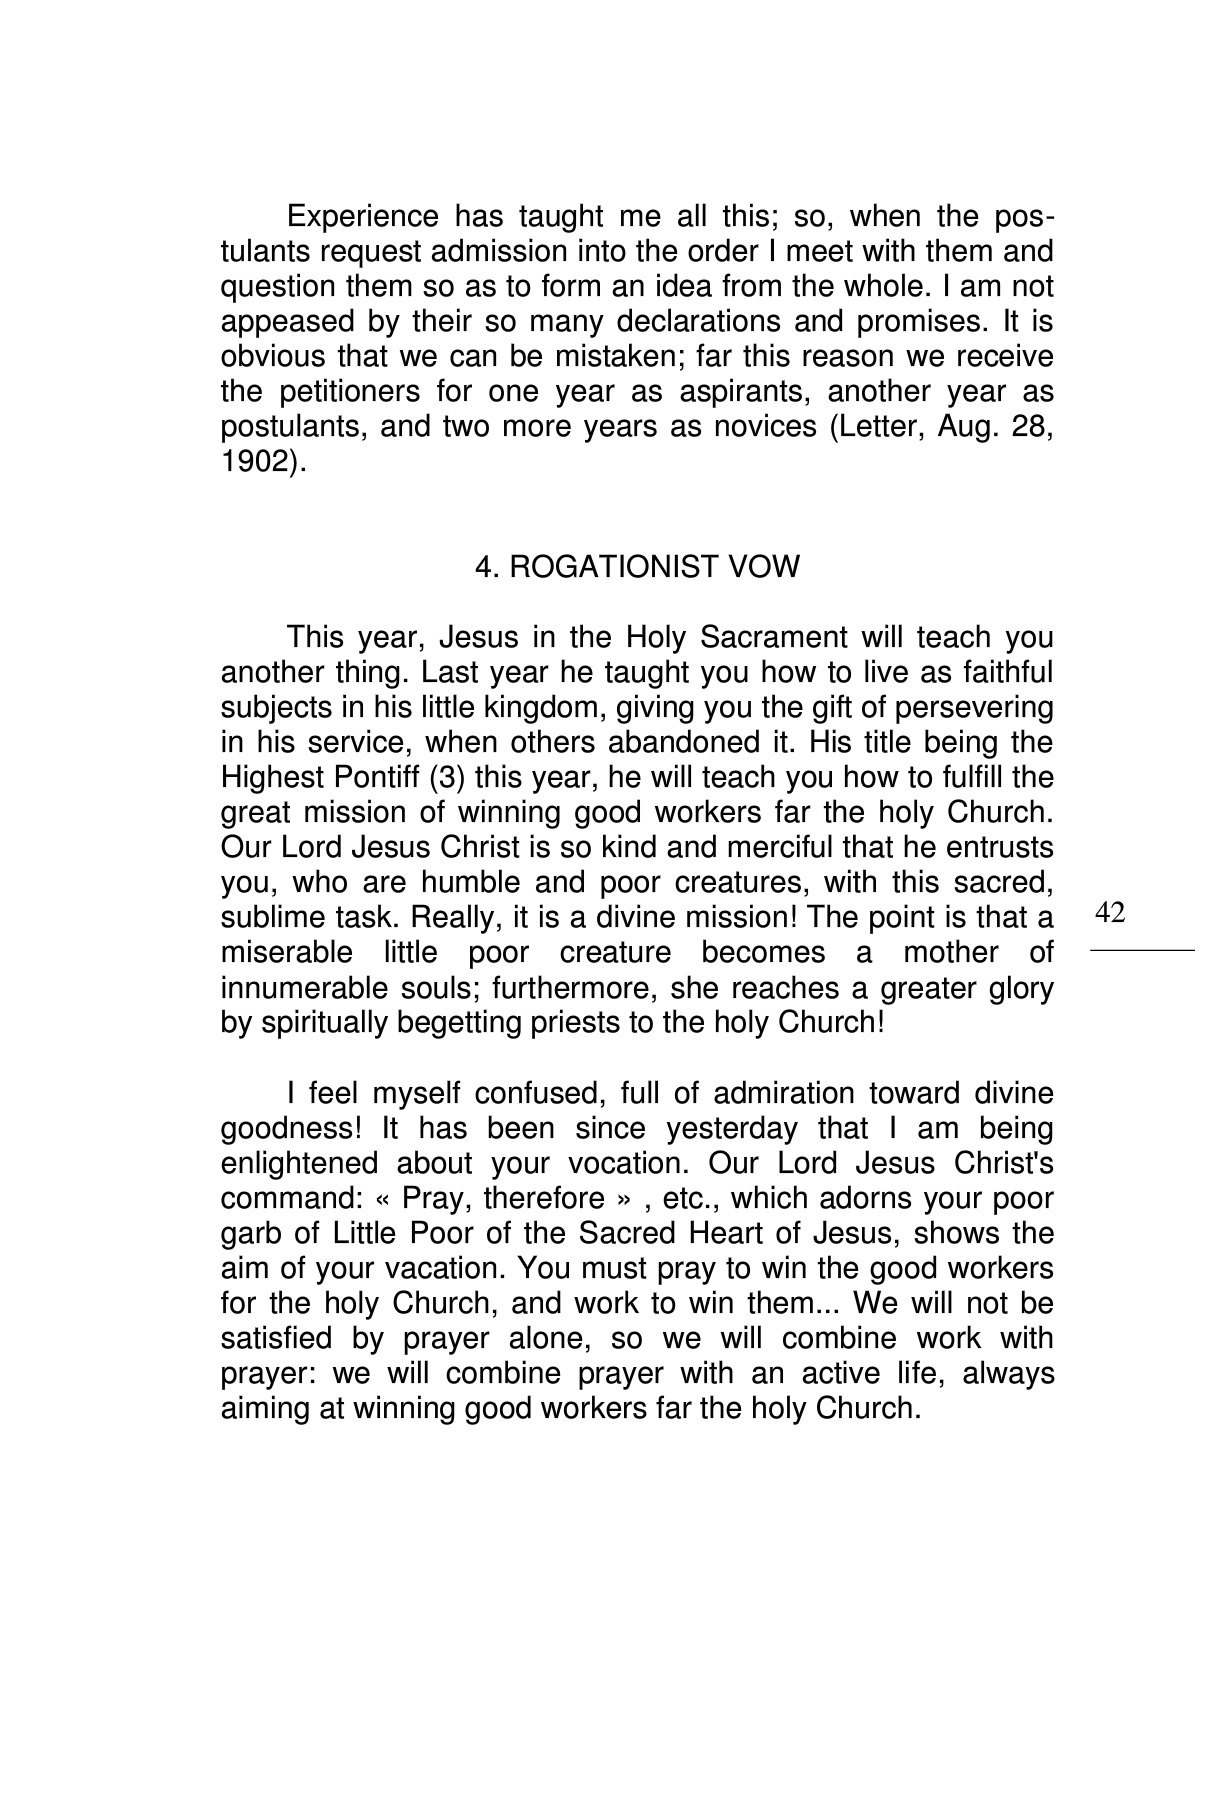 Experience has taught me all this; so, when the pos-
tulants request admission into the order I meet with them and
question them so as to form an idea from the whole. I am not
appeased by their so many declarations and promises. It is
obvious that we can be mistaken; far this reason we receive
the petitioners for one year as aspirants, another year as
postulants, and two more years as novices (Letter, Aug. 28,
1902).
4. ROGATIONIST VOW
This year, Jesus in the Holy Sacrament will teach you
another thing. Last year he taught you how to live as faithful
subjects in his little kingdom, giving you the gift of persevering
in his service, when others abandoned it. His title being the
Highest Pontiff (3) this year, he will teach you how to fulfill the
great mission of winning good workers far the holy Church.
Our Lord Jesus Christ is so kind and merciful that he entrusts
you, who are humble and poor creatures, with this sacred,
sublime task. Really, it is a divine mission! The point is that a
miserable little poor creature becomes a mother of
innumerable souls; furthermore, she reaches a greater glory
by spiritually begetting priests to the holy Church!
I feel myself confused, full of admiration toward divine
goodness! It has been since yesterday that I am being
enlightened about your vocation. Our Lord Jesus Christ's
command: « Pray, therefore » , etc., which adorns your poor
garb of Little Poor of the Sacred Heart of Jesus, shows the
aim of your vacation. You must pray to win the good workers
for the holy Church, and work to win them... We will not be
satisfied by prayer alone, so we will combine work with
prayer: we will combine prayer with an active life, always
aiming at winning good workers far the holy Church.
42